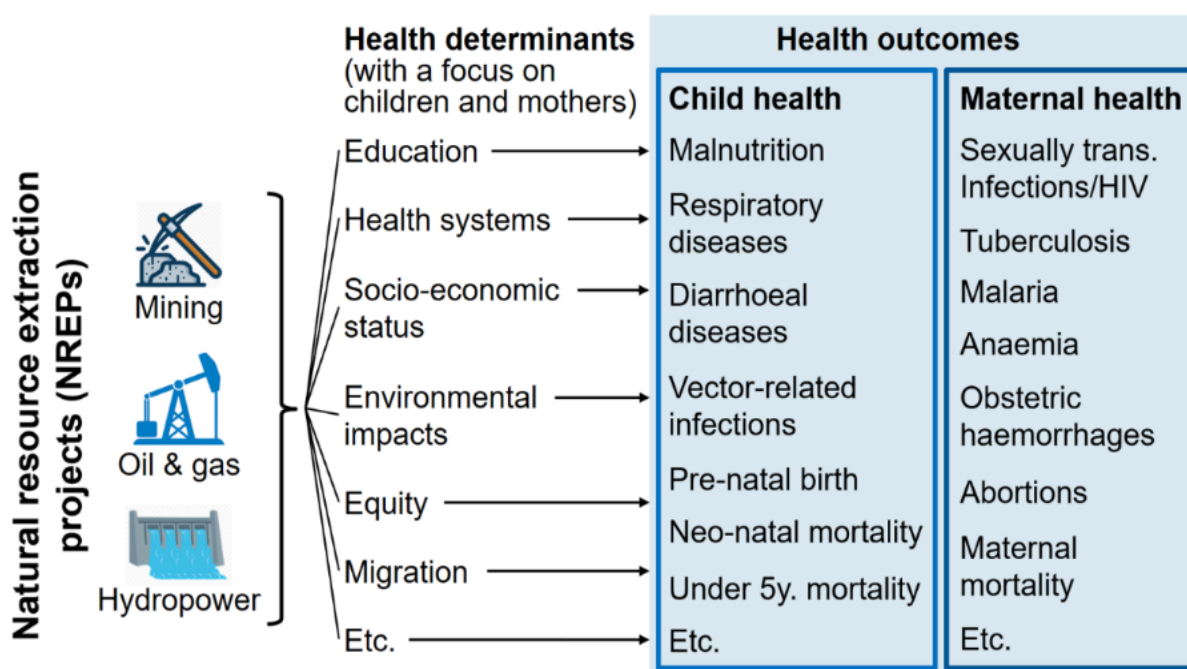 Natural resource extraction
projects (NREPs)
Mining
Oil & gas
Hydropower
Health determinants
(with a focus on
children and mothers)
Education
Health systems
Socio-economic
status
Environmental
impacts
Equity
Migration
Etc.
Health outcomes
Child health
Malnutrition
Respiratory
diseases
Diarrhoeal
diseases
Vector-related
infections
Pre-natal birth
Neo-natal mortality
Under 5y. mortality
Etc.
Maternal health
Sexually trans.
Infections/HIV
Tuberculosis
Malaria
Anaemia
Obstetric
haemorrhages
Abortions
Maternal
mortality
Etc.